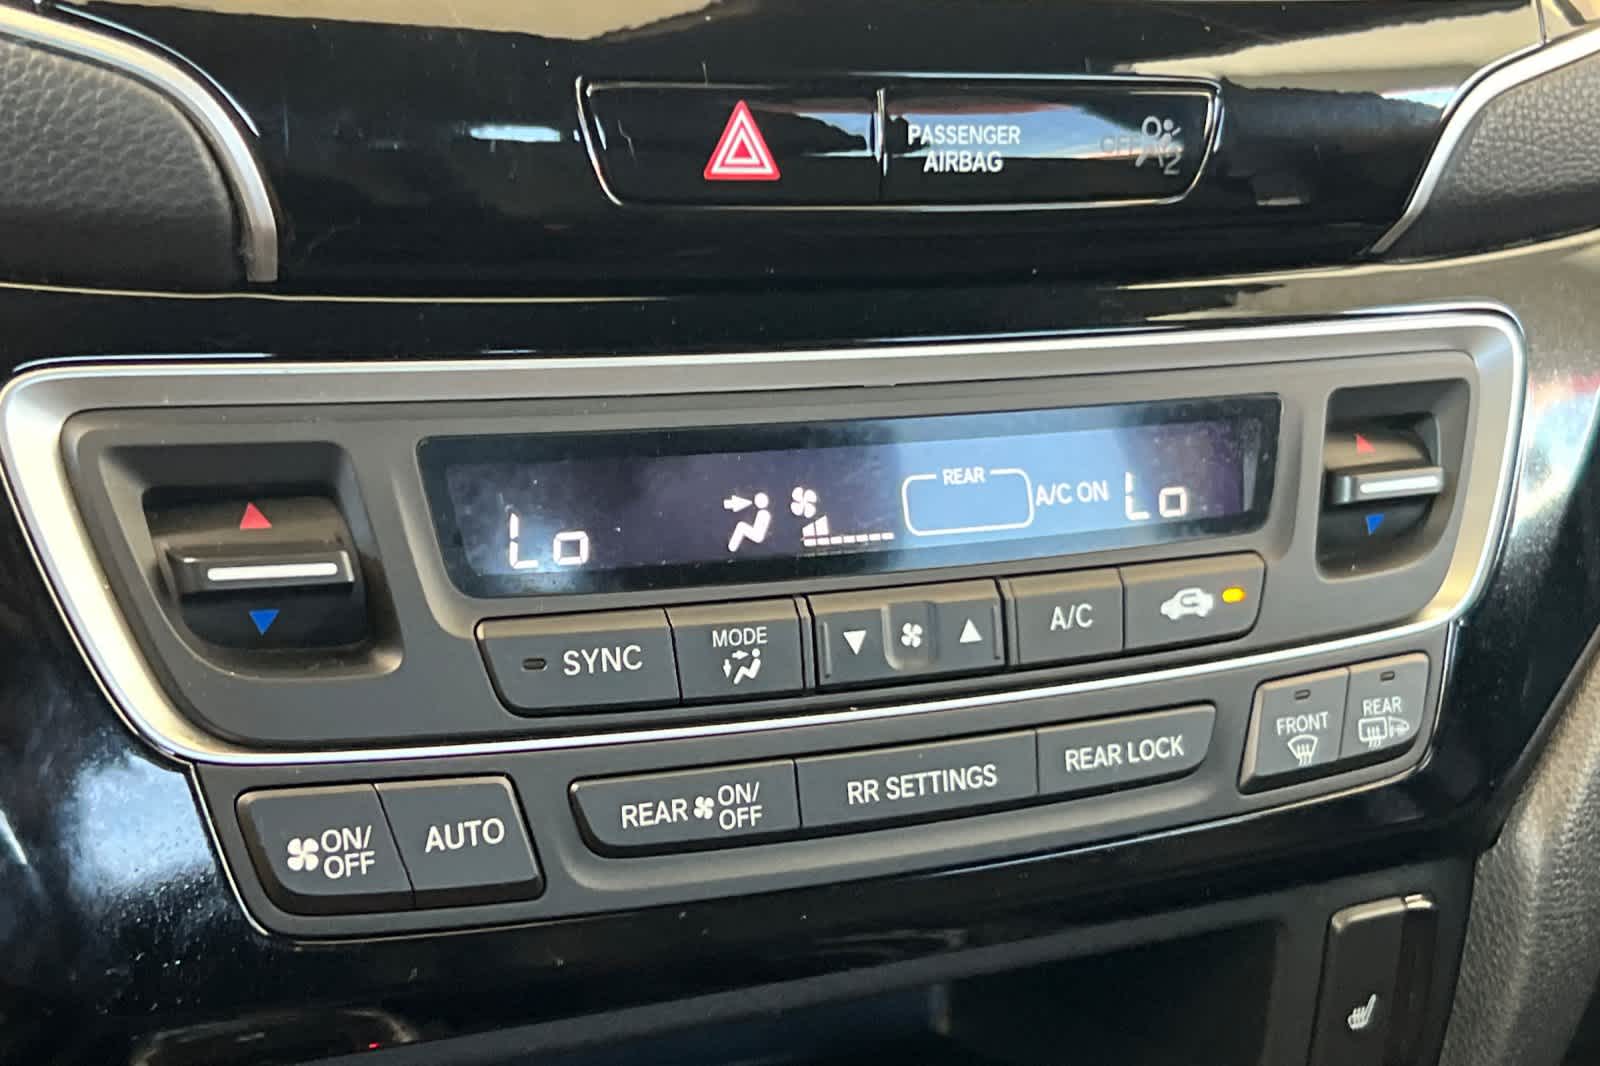 PASSENGER
AIRBAG
OFF
2
Lo
REAR
A/C ON
Lo
SYNC
MODE
A/C
ON/
OFF
AUTO
REAR
ON/
OFF
RR SETTINGS
REAR LOCK
FRONT
REAR